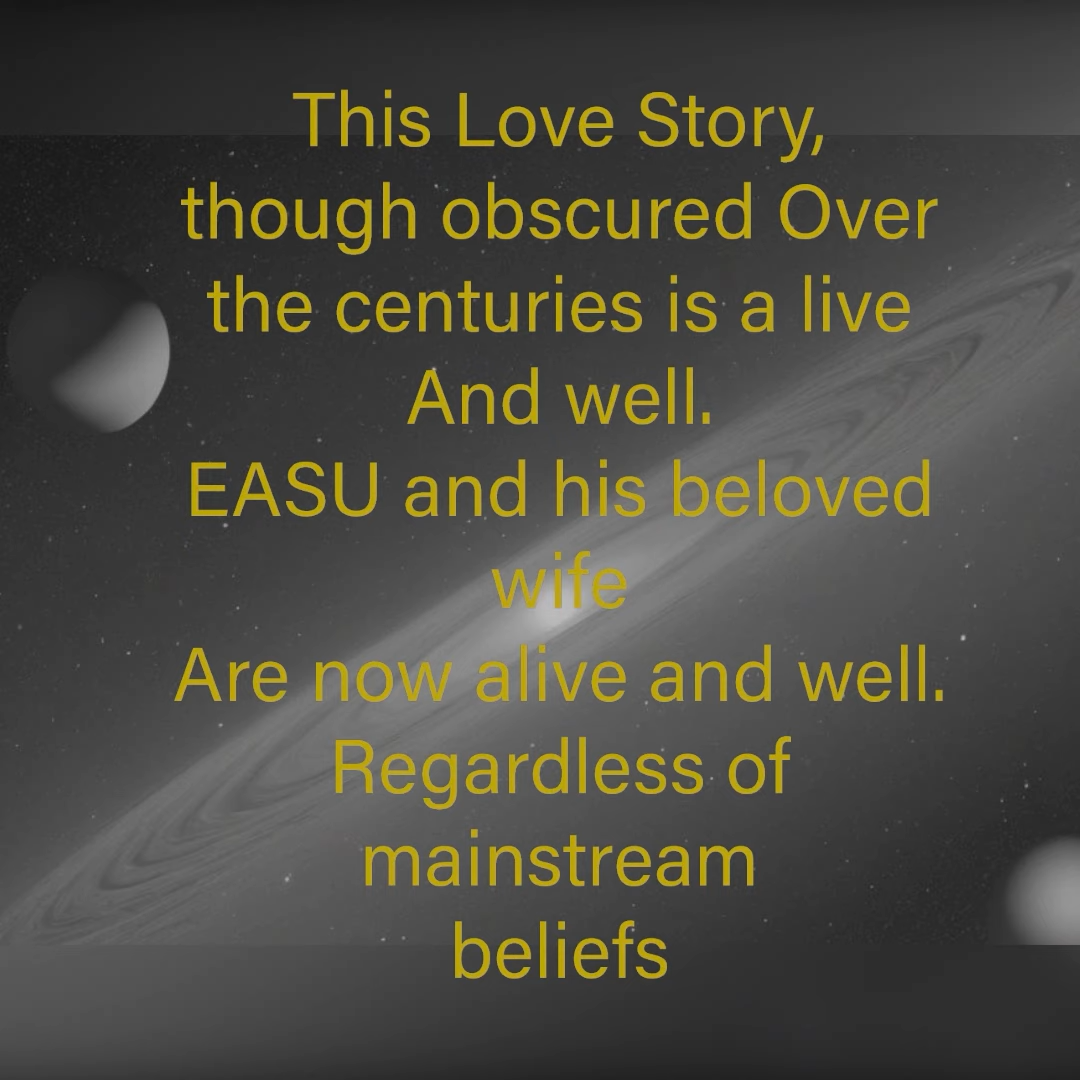 This Love Story,
though obscured Over
the centuries is a live
And well.
EASU and his beloved
wife
Are now alive and well.
Regardless of
mainstream
beliefs